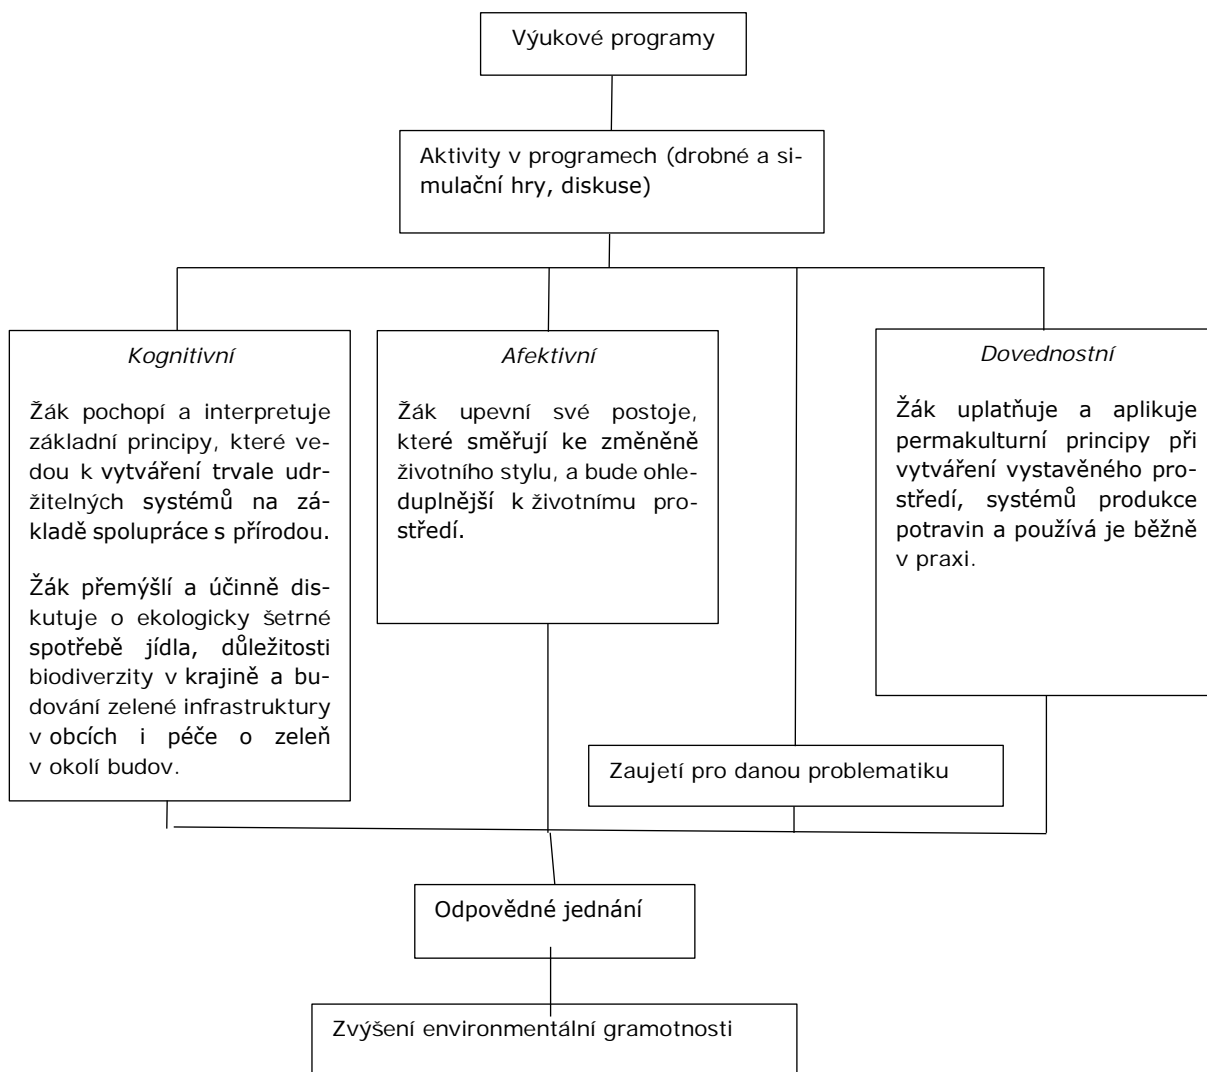 Výukové programy
Aktivity v programech (drobné a si-
mulační hry, diskuse)
Kognitivní
Žák pochopí a interpretuje
základní principy, které ve-
dou k vytváření trvale udr-
žitelných systémů na zá-
kladě spolupráce s přírodou.
Žák přemýšlí a účinně dis-
kutuje o ekologicky šetrné
spotřebě jídla, důležitosti
biodiverzity v krajině a bu-
dování zelené infrastruktury
v obcích i péče o zeleň
v okolí budov.
Afektivní
Žák upevní své postoje,
které směřují ke změněně
životního stylu, a bude ohle-
duplnější k životnímu pro-
středí.
Dovednostní
Žák uplatňuje a aplikuje
permakulturní principy při
vytváření vystavěného pro-
středí, systémů produkce
potravin a používá je běžně
v praxi.
Zaujetí pro danou problematiku
Odpovědné jednání
Zvýšení environmentální gramotnosti